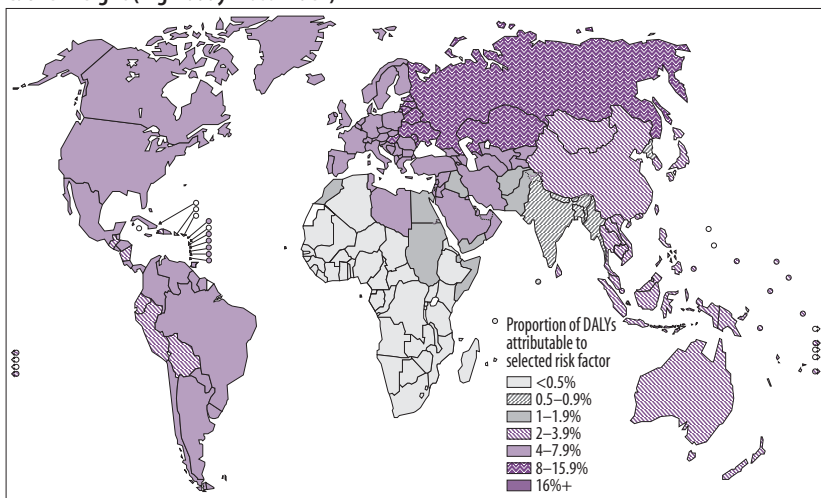 Proportion of DALYs
attributable to
selected risk factor
<0.5%
0.5–0.9%
1–1.9%
2–3.9%
4–7.9%
8–15.9%
16%+